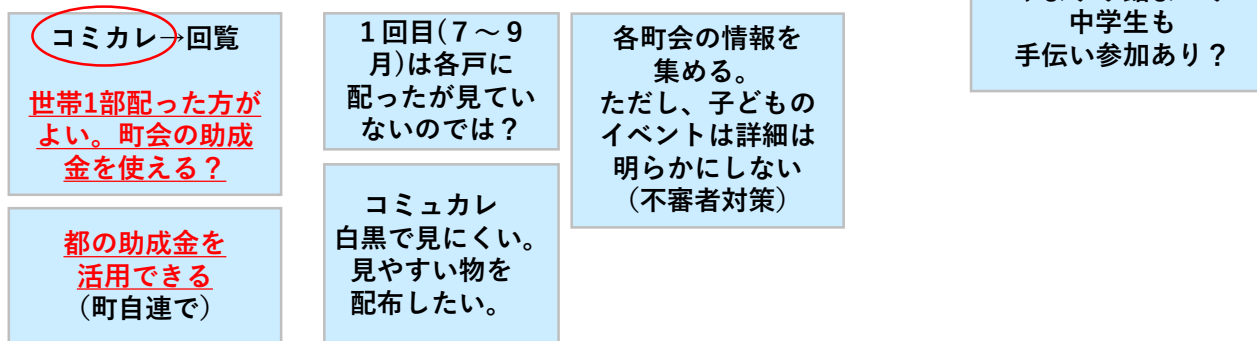 コミカレ→回覧
世帯1部配った方が
よい。町会の助成
金を使える？
都の助成金を
活用できる
（町自連で）
１回目(７～９
月)は各戸に
配ったが見てい
ないのでは？
コミュカレ
白黒で見にくい。
見やすい物を
配布したい。
各町会の情報を
集める。
ただし、子どもの
イベントは詳細は
明らかにしない
（不審者対策）
中学生も
手伝い参加あり？